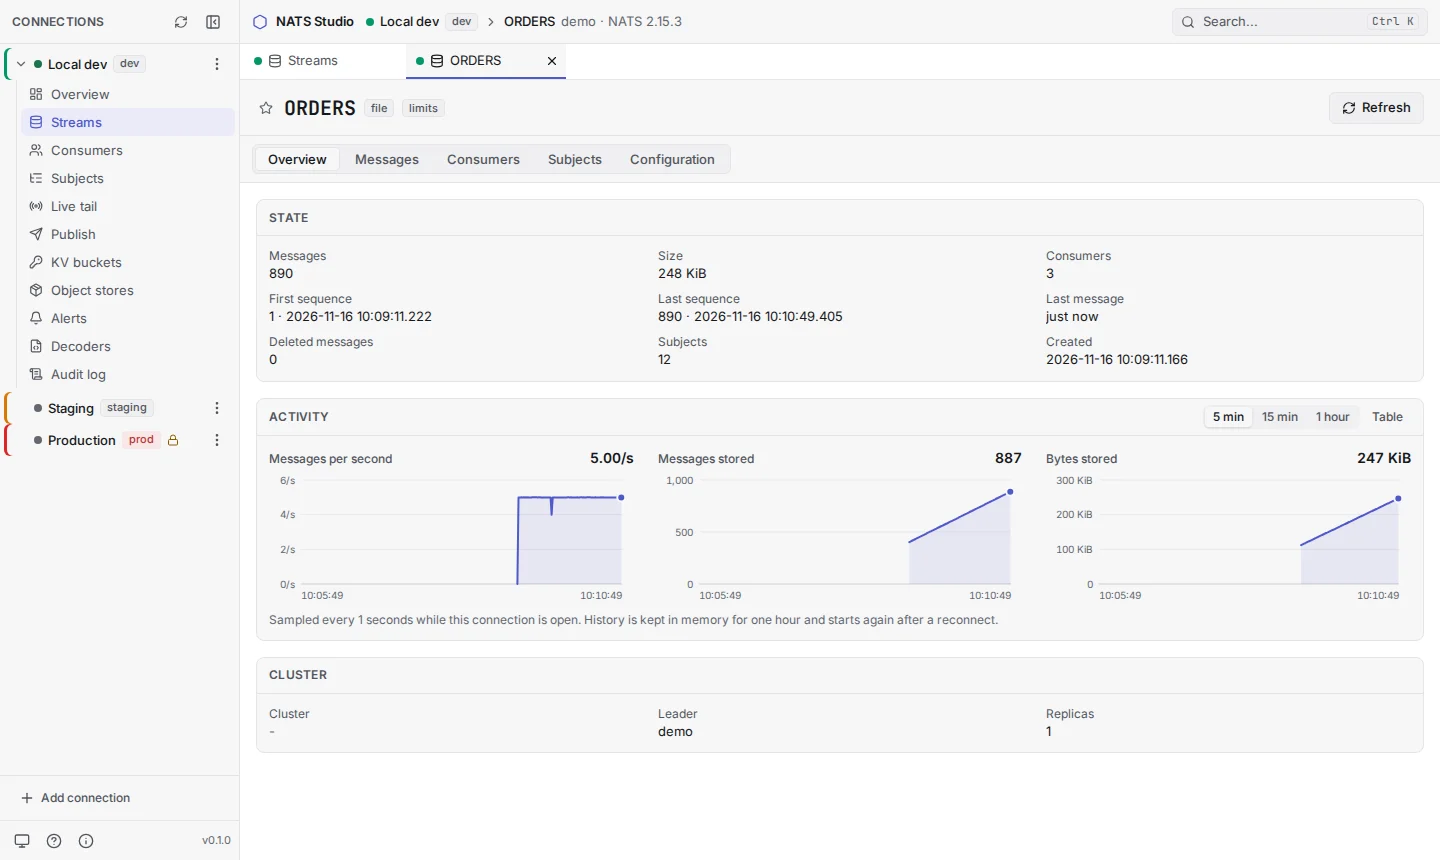 CONNECTIONS
Local dev dev
Overview
Streams
Consumers
Subjects
Live tail
Publish
KV buckets
Object stores
Alerts
Decoders
Audit log
Staging staging
Production prod
Add connection
v0.1.0
NATS Studio Local dev dev ORDERS demo · NATS 2.15.3
Search... Ctrl K
Streams ORDERS
ORDERS file limits
Refresh
Overview Messages Consumers Subjects Configuration
STATE
Messages Size Consumers
890 248 KiB 3
First sequence Last sequence Last message
1 · 2026-11-16 10:09:11.222 890 · 2026-11-16 10:10:49.405 just now
Deleted messages Subjects Created
0 12 2026-11-16 10:09:11.166
ACTIVITY 5 min 15 min 1 hour Table
Messages per second 5.00/s
6/s
4/s
2/s
0/s
10:05:49 10:10:49
Messages stored 887
1,000
500
0
10:05:49 10:10:49
Bytes stored 247 KiB
300 KiB
200 KiB
100 KiB
0
10:05:49 10:10:49
Sampled every 1 seconds while this connection is open. History is kept in memory for one hour and starts again after a reconnect.
CLUSTER
Cluster Leader Replicas
- demo 1